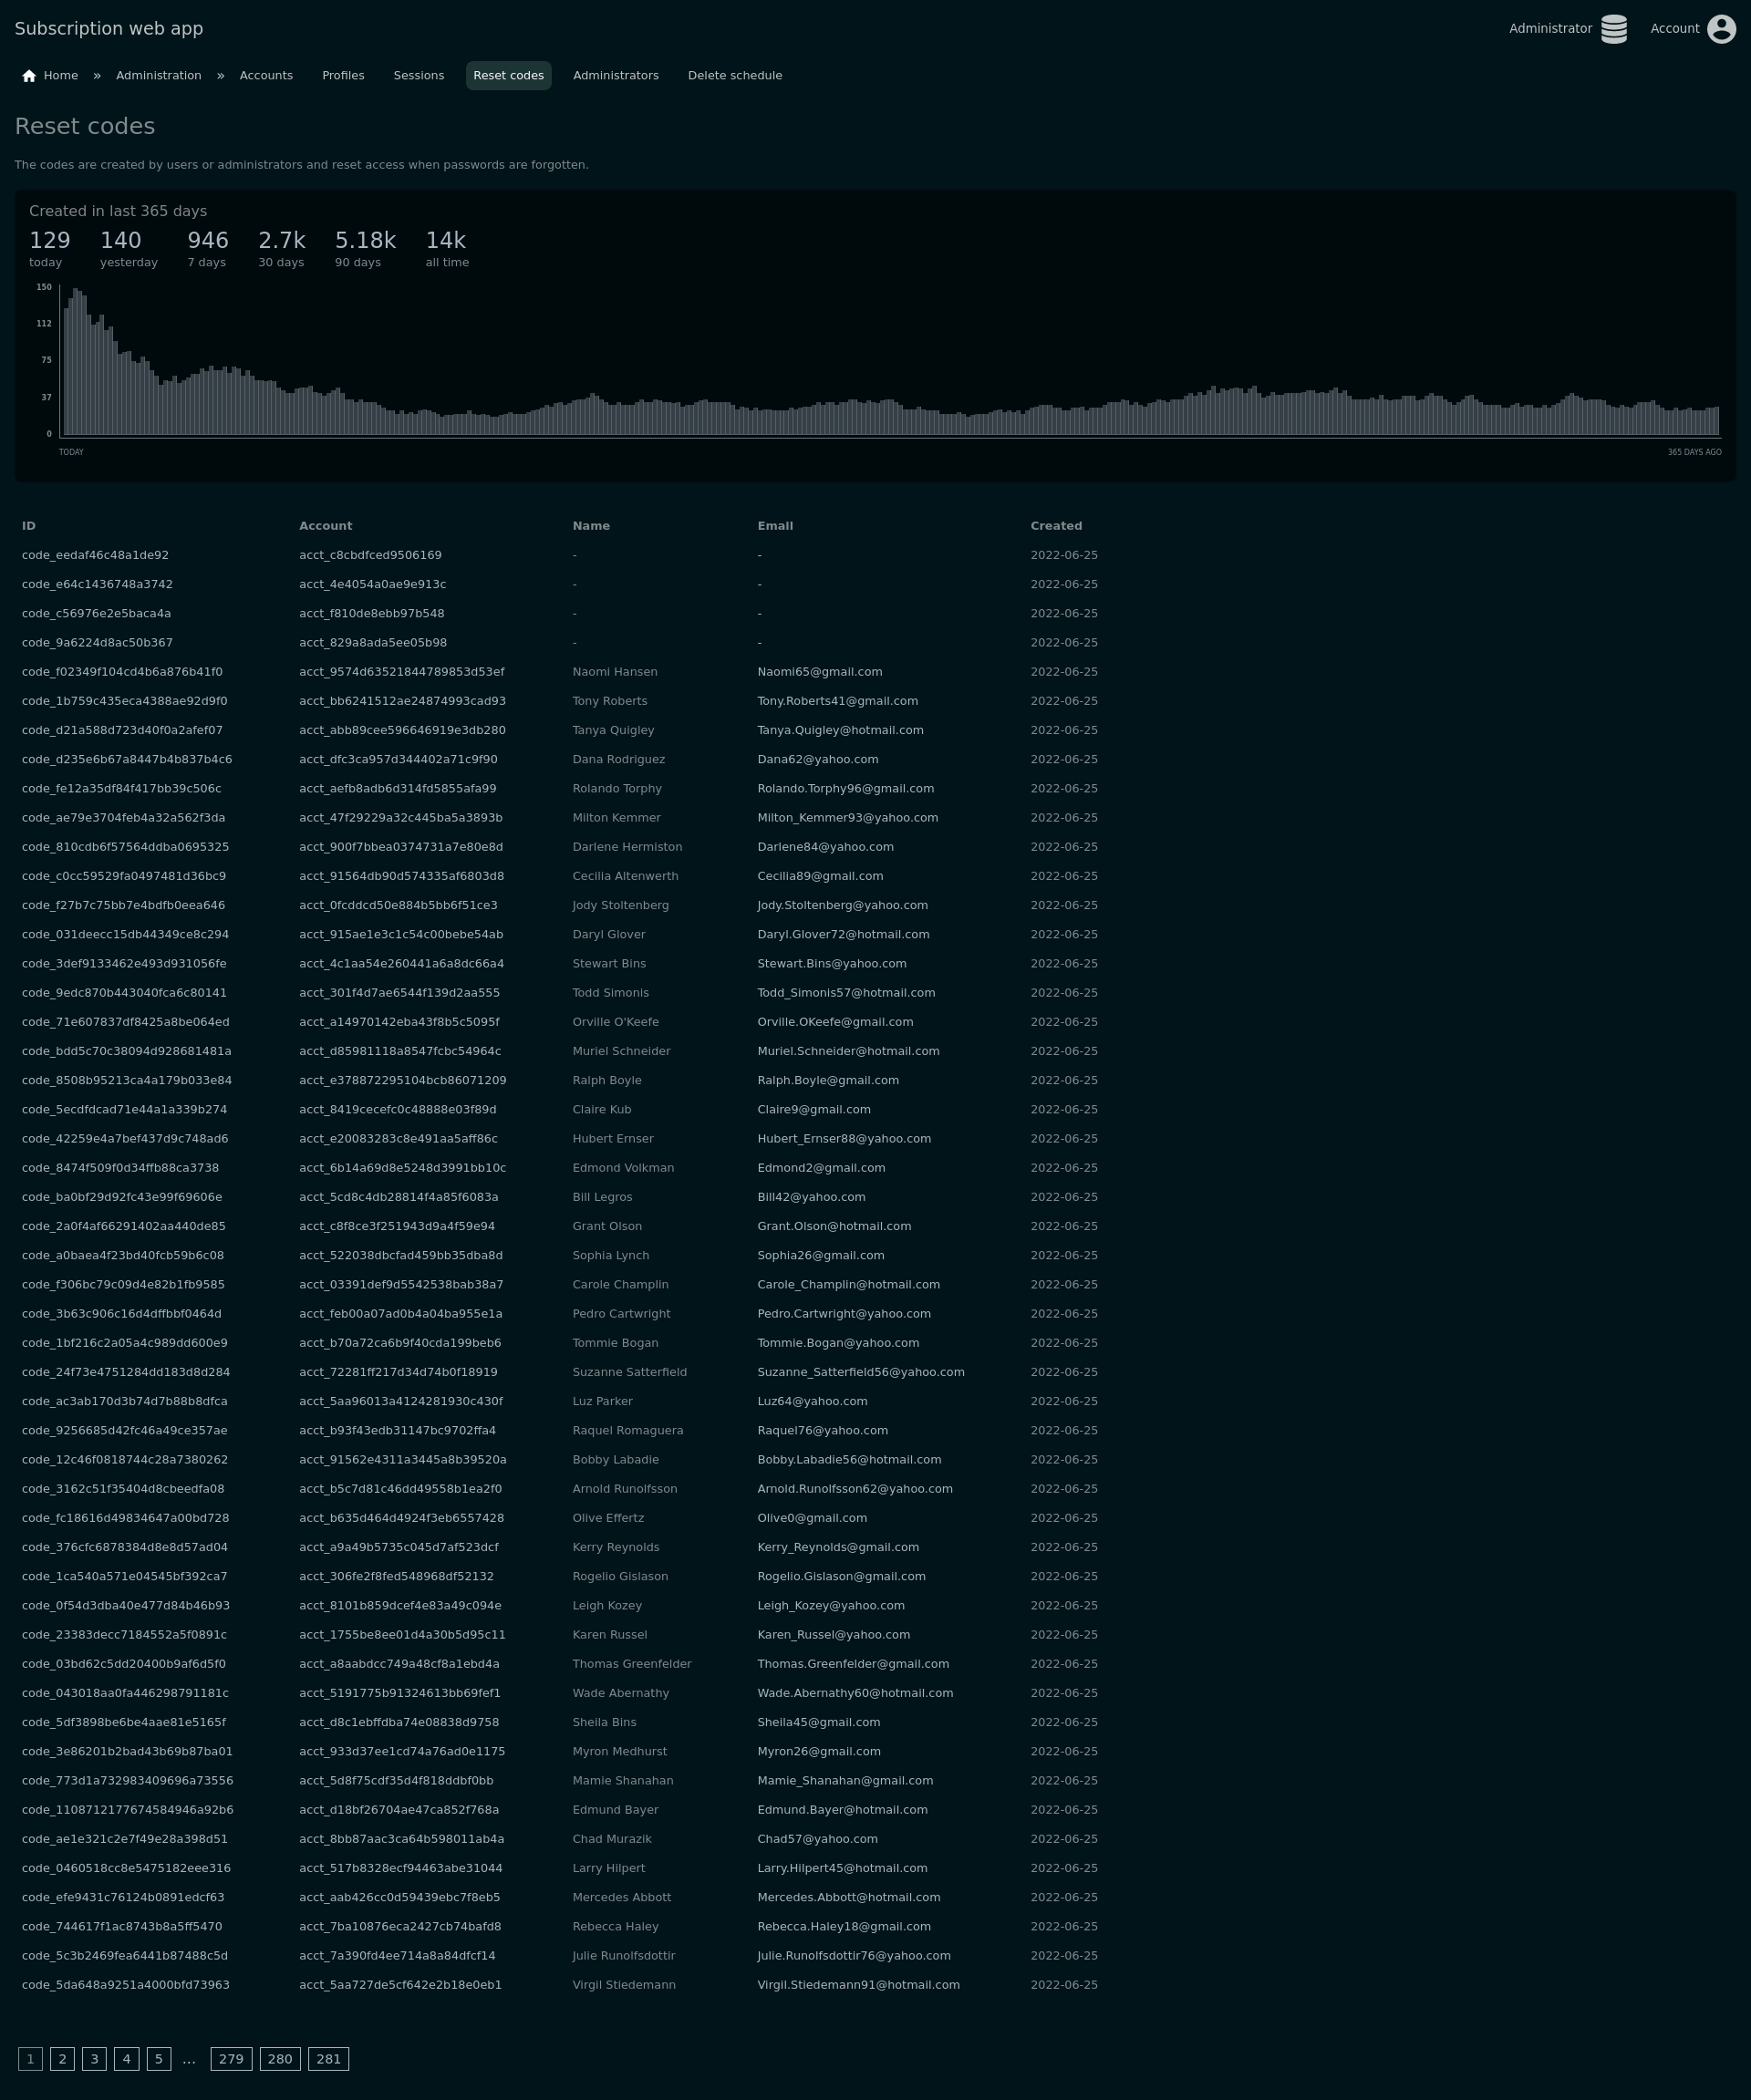 Subscription web app
Administrator Account
Home » Administration » Accounts Profiles Sessions Reset codes Administrators Delete schedule
Reset codes
The codes are created by users or administrators and reset access when passwords are forgotten.
Created in last 365 days
129 140 946 2.7k 5.18k 14k
today yesterday 7 days 30 days 90 days all time
150
112
75
37
0
TODAY 365 DAYS AGO
ID Account Name Email Created
code_eedaf46c48a1de92 acct_c8cbdfced9506169 - - 2022-06-25
code_e64c1436748a3742 acct_4e4054a0ae9e913c - - 2022-06-25
code_c56976e2e5baca4a acct_f810de8ebb97b548 - - 2022-06-25
code_9a6224d8ac50b367 acct_829a8ada5ee05b98 - - 2022-06-25
code_f02349f104cd4b6a876b41f0 acct_9574d63521844789853d53ef Naomi Hansen Naomi65@gmail.com 2022-06-25
code_1b759c435eca4388ae92d9f0 acct_bb6241512ae24874993cad93 Tony Roberts Tony.Roberts41@gmail.com 2022-06-25
code_d21a588d723d40f0a2afef07 acct_abb89cee596646919e3db280 Tanya Quigley Tanya.Quigley@hotmail.com 2022-06-25
code_d235e6b67a8447b4b837b4c6 acct_dfc3ca957d344402a71c9f90 Dana Rodriguez Dana62@yahoo.com 2022-06-25
code_fe12a35df84f417bb39c506c acct_aefb8adb6d314fd5855afa99 Rolando Torphy Rolando.Torphy96@gmail.com 2022-06-25
code_ae79e3704feb4a32a562f3da acct_47f29229a32c445ba5a3893b Milton Kemmer Milton_Kemmer93@yahoo.com 2022-06-25
code_810cdb6f57564ddba0695325 acct_900f7bbea0374731a7e80e8d Darlene Hermiston Darlene84@yahoo.com 2022-06-25
code_c0cc59529fa0497481d36bc9 acct_91564db90d574335af6803d8 Cecilia Altenwerth Cecilia89@gmail.com 2022-06-25
code_f27b7c75bb7e4bdfb0eea646 acct_0fcddcd50e884b5bb6f51ce3 Jody Stoltenberg Jody.Stoltenberg@yahoo.com 2022-06-25
code_031deecc15db44349ce8c294 acct_915ae1e3c1c54c00bebe54ab Daryl Glover Daryl.Glover72@hotmail.com 2022-06-25
code_3def9133462e493d931056fe acct_4c1aa54e260441a6a8dc66a4 Stewart Bins Stewart.Bins@yahoo.com 2022-06-25
code_9edc870b443040fca6c80141 acct_301f4d7ae6544f139d2aa555 Todd Simonis Todd_Simonis57@hotmail.com 2022-06-25
code_71e607837df8425a8be064ed acct_a14970142eba43f8b5c5095f Orville O'Keefe Orville.OKeefe@gmail.com 2022-06-25
code_bdd5c70c38094d928681481a acct_d85981118a8547fcbc54964c Muriel Schneider Muriel.Schneider@hotmail.com 2022-06-25
code_8508b95213ca4a179b033e84 acct_e378872295104bcb86071209 Ralph Boyle Ralph.Boyle@gmail.com 2022-06-25
code_5ecdfdcad71e44a1a339b274 acct_8419cecefc0c48888e03f89d Claire Kub Claire9@gmail.com 2022-06-25
code_42259e4a7bef437d9c748ad6 acct_e20083283c8e491aa5aff86c Hubert Ernser Hubert_Ernser88@yahoo.com 2022-06-25
code_8474f509f0d34ffb88ca3738 acct_6b14a69d8e5248d3991bb10c Edmond Volkman Edmond2@gmail.com 2022-06-25
code_ba0bf29d92fc43e99f69606e acct_5cd8c4db28814f4a85f6083a Bill Legros Bill42@yahoo.com 2022-06-25
code_2a0f4af66291402aa440de85 acct_c8f8ce3f251943d9a4f59e94 Grant Olson Grant.Olson@hotmail.com 2022-06-25
code_a0baea4f23bd40fcb59b6c08 acct_522038dbcfad459bb35dba8d Sophia Lynch Sophia26@gmail.com 2022-06-25
code_f306bc79c09d4e82b1fb9585 acct_03391def9d5542538bab38a7 Carole Champlin Carole_Champlin@hotmail.com 2022-06-25
code_3b63c906c16d4dffbbf0464d acct_feb00a07ad0b4a04ba955e1a Pedro Cartwright Pedro.Cartwright@yahoo.com 2022-06-25
code_1bf216c2a05a4c989dd600e9 acct_b70a72ca6b9f40cda199beb6 Tommie Bogan Tommie.Bogan@yahoo.com 2022-06-25
code_24f73e4751284dd183d8d284 acct_72281ff217d34d74b0f18919 Suzanne Satterfield Suzanne_Satterfield56@yahoo.com 2022-06-25
code_ac3ab170d3b74d7b88b8dfca acct_5aa96013a4124281930c430f Luz Parker Luz64@yahoo.com 2022-06-25
code_9256685d42fc46a49ce357ae acct_b93f43edb31147bc9702ffa4 Raquel Romaguera Raquel76@yahoo.com 2022-06-25
code_12c46f0818744c28a7380262 acct_91562e4311a3445a8b39520a Bobby Labadie Bobby.Labadie56@hotmail.com 2022-06-25
code_3162c51f35404d8cbeedfa08 acct_b5c7d81c46dd49558b1ea2f0 Arnold Runolfsson Arnold.Runolfsson62@yahoo.com 2022-06-25
code_fc18616d49834647a00bd728 acct_b635d464d4924f3eb6557428 Olive Effertz Olive0@gmail.com 2022-06-25
code_376cfc6878384d8e8d57ad04 acct_a9a49b5735c045d7af523dcf Kerry Reynolds Kerry_Reynolds@gmail.com 2022-06-25
code_1ca540a571e04545bf392ca7 acct_306fe2f8fed548968df52132 Rogelio Gislason Rogelio.Gislason@gmail.com 2022-06-25
code_0f54d3dba40e477d84b46b93 acct_8101b859dcef4e83a49c094e Leigh Kozey Leigh_Kozey@yahoo.com 2022-06-25
code_23383decc7184552a5f0891c acct_1755be8ee01d4a30b5d95c11 Karen Russel Karen_Russel@yahoo.com 2022-06-25
code_03bd62c5dd20400b9af6d5f0 acct_a8aabdcc749a48cf8a1ebd4a Thomas Greenfelder Thomas.Greenfelder@gmail.com 2022-06-25
code_043018aa0fa446298791181c acct_5191775b91324613bb69fef1 Wade Abernathy Wade.Abernathy60@hotmail.com 2022-06-25
code_5df3898be6be4aae81e5165f acct_d8c1ebffdba74e08838d9758 Sheila Bins Sheila45@gmail.com 2022-06-25
code_3e86201b2bad43b69b87ba01 acct_933d37ee1cd74a76ad0e1175 Myron Medhurst Myron26@gmail.com 2022-06-25
code_773d1a732983409696a73556 acct_5d8f75cdf35d4f818ddbf0bb Mamie Shanahan Mamie_Shanahan@gmail.com 2022-06-25
code_1108712177674584946a92b6 acct_d18bf26704ae47ca852f768a Edmund Bayer Edmund.Bayer@hotmail.com 2022-06-25
code_ae1e321c2e7f49e28a398d51 acct_8bb87aac3ca64b598011ab4a Chad Murazik Chad57@yahoo.com 2022-06-25
code_0460518cc8e5475182eee316 acct_517b8328ecf94463abe31044 Larry Hilpert Larry.Hilpert45@hotmail.com 2022-06-25
code_efe9431c76124b0891edcf63 acct_aab426cc0d59439ebc7f8eb5 Mercedes Abbott Mercedes.Abbott@hotmail.com 2022-06-25
code_744617f1ac8743b8a5ff5470 acct_7ba10876eca2427cb74bafd8 Rebecca Haley Rebecca.Haley18@gmail.com 2022-06-25
code_5c3b2469fea6441b87488c5d acct_7a390fd4ee714a8a84dfcf14 Julie Runolfsdottir Julie.Runolfsdottir76@yahoo.com 2022-06-25
code_5da648a9251a4000bfd73963 acct_5aa727de5cf642e2b18e0eb1 Virgil Stiedemann Virgil.Stiedemann91@hotmail.com 2022-06-25
1 2 3 4 5 ... 279 280 281